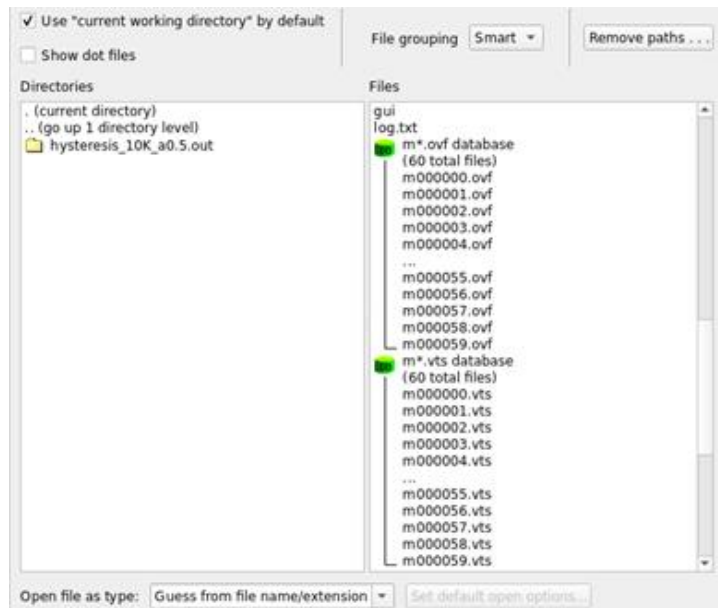 Use "current working directory" by default
Show dot files
File grouping Smart
Remove paths . . .
Directories
. (current directory)
.. (go up 1 directory level)
hysteresis_10K_a0.5.out
Files
gui
log.txt
m*.ovf database
(60 total files)
m000000.ovf
m000001.ovf
m000002.ovf
m000003.ovf
m000004.ovf
...
m000055.ovf
m000056.ovf
m000057.ovf
m000058.ovf
m000059.ovf
m*.vts database
(60 total files)
m000000.vts
m000001.vts
m000002.vts
m000003.vts
m000004.vts
...
m000055.vts
m000056.vts
m000057.vts
m000058.vts
m000059.vts
Open file as type: Guess from file name/extension Set default open options...